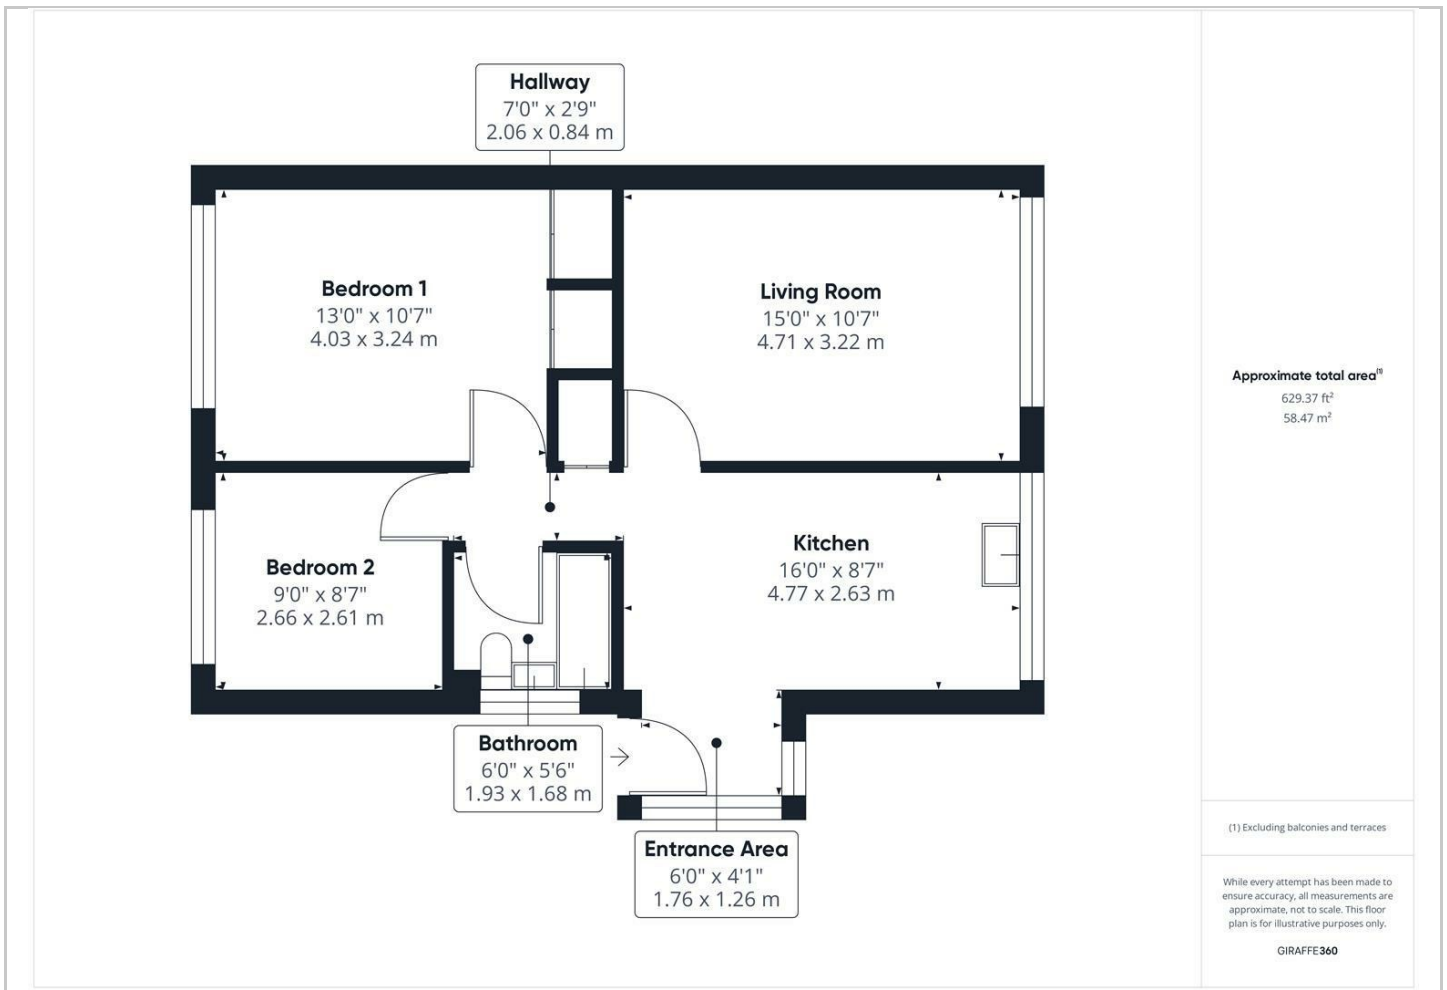 Hallway
7'0" x 2'9"
2.06 x 0.84 m
Bedroom 1
13'0" x 10'7"
4.03 x 3.24 m
Living Room
15'0" x 10'7"
4.71 x 3.22 m
Kitchen
16'0" x 8'7"
4.77 x 2.63 m
Bedroom 2
9'0" x 8'7"
2.66 x 2.61 m
Bathroom
6'0" x 5'6"
1.93 x 1.68 m
Entrance Area
6'0" x 4'1"
1.76 x 1.26 m
Approximate total area⁽¹⁾
629.37 ft²
58.47 m²
(1) Excluding balconies and terraces
While every attempt has been made to
ensure accuracy, all measurements are
approximate, not to scale. This floor
plan is for illustrative purposes only.
GIRAFFE360